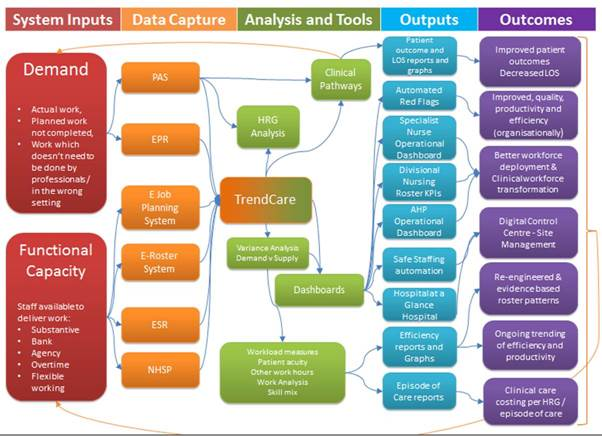 System Inputs
Data Capture
Analysis and Tools
Outputs
Outcomes
Demand
• Actual work,
• Planned work
not completed,
• Work which
doesn't need to
be done by
professionals /
in the wrong
setting
Functional
Capacity
Staff available to
deliver work:
• Substantive
• Bank
• Agency
• Overtime
• Flexible
working
PAS
EPR
E Job
Planning
System
E-Roster
System
ESR
NHSP
Clinical
Pathways
HRG
Analysis
TrendCare
Variance Analysis
Demand v Supply
Dashboards
Workload measures
Patient acuity
Other work hours
Work Analysis
Skill mix
Patient
outcome and
LOS reports and
graphs
Automated
Red Flags
Specialist
Nurse
Operational
Dashboard
Divisional
Nursing
Roster KPIs
AHP
Operational
Dashboard
Safe Staffing
automation
Hospital at a
Glance
Hospital
Efficiency
reports and
Graphs
Episode of
Care reports
Improved patient
outcomes
Decreased LOS
Improved, quality,
productivity and
efficiency
(organisationally)
Better workforce
deployment &
Clinical workforce
transformation
Digital Control
Centre - Site
Management
Re-engineered &
evidence based
roster patterns
Ongoing trending
of efficiency and
productivity
Clinical care
costing per HRG /
episode of care